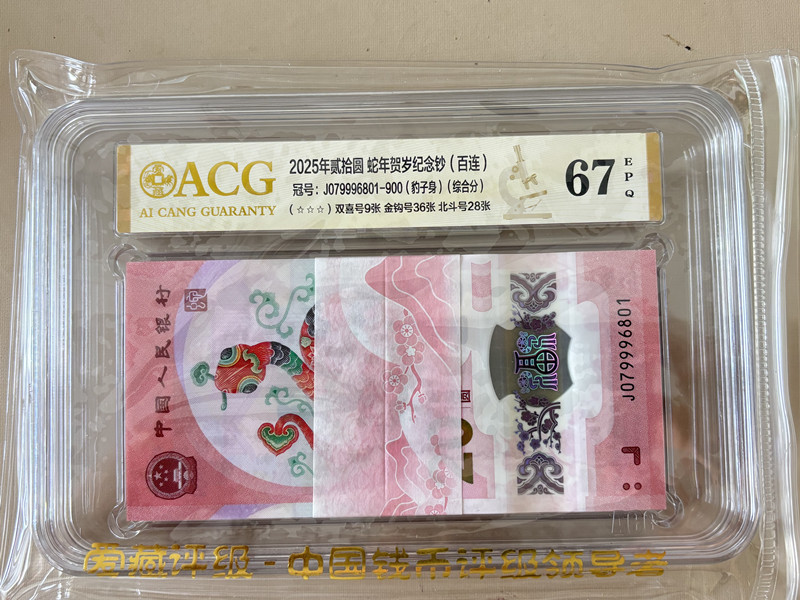 ACG
AI CANG GUARANTY
2025年贰拾圆 蛇年贺岁纪念钞（百连）
冠号：J079996801-900（豹子身）（综合分）
（☆☆☆）双喜号9张 金钩号36张 北斗号28张
67
EPQ
中国人民银行
J079996801
爱藏评级-中国钱币评级领导者